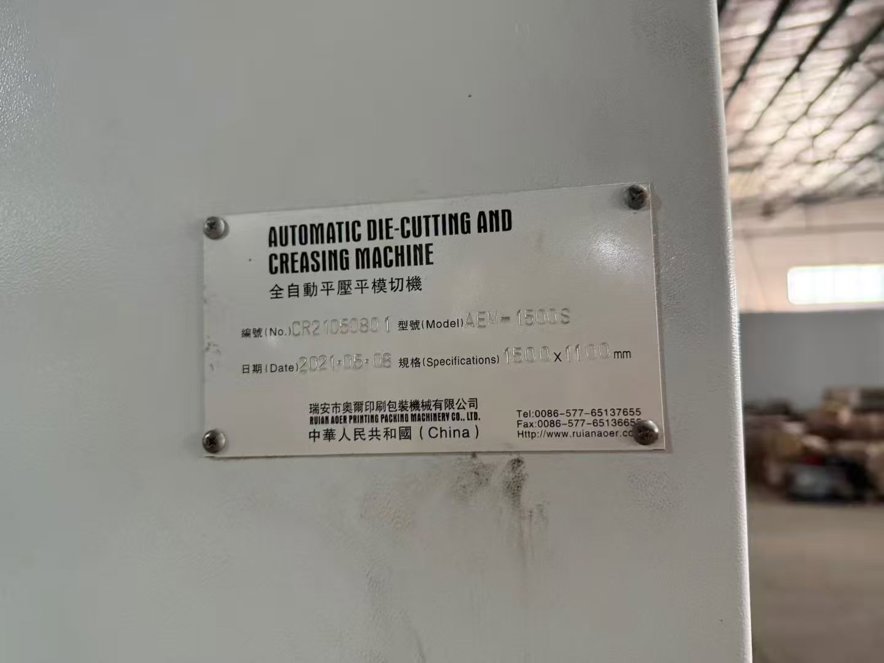 AUTOMATIC DIE-CUTTING AND
CREASING MACHINE
全自動平壓平模切機
編號(No.)CR21050801 型號(Model)AEM-1500S
日期(Date)2021.05.08 規格(Specifications)1500x1100mm
瑞安市奥爾印刷包裝機械有限公司
RUIAN AOER PRINTING PACKING MACHINERY CO., LTD.
中華人民共和國(China)
Tel:0086-577-65137655
Fax:0086-577-65136655
Http://www.ruianaoer.co